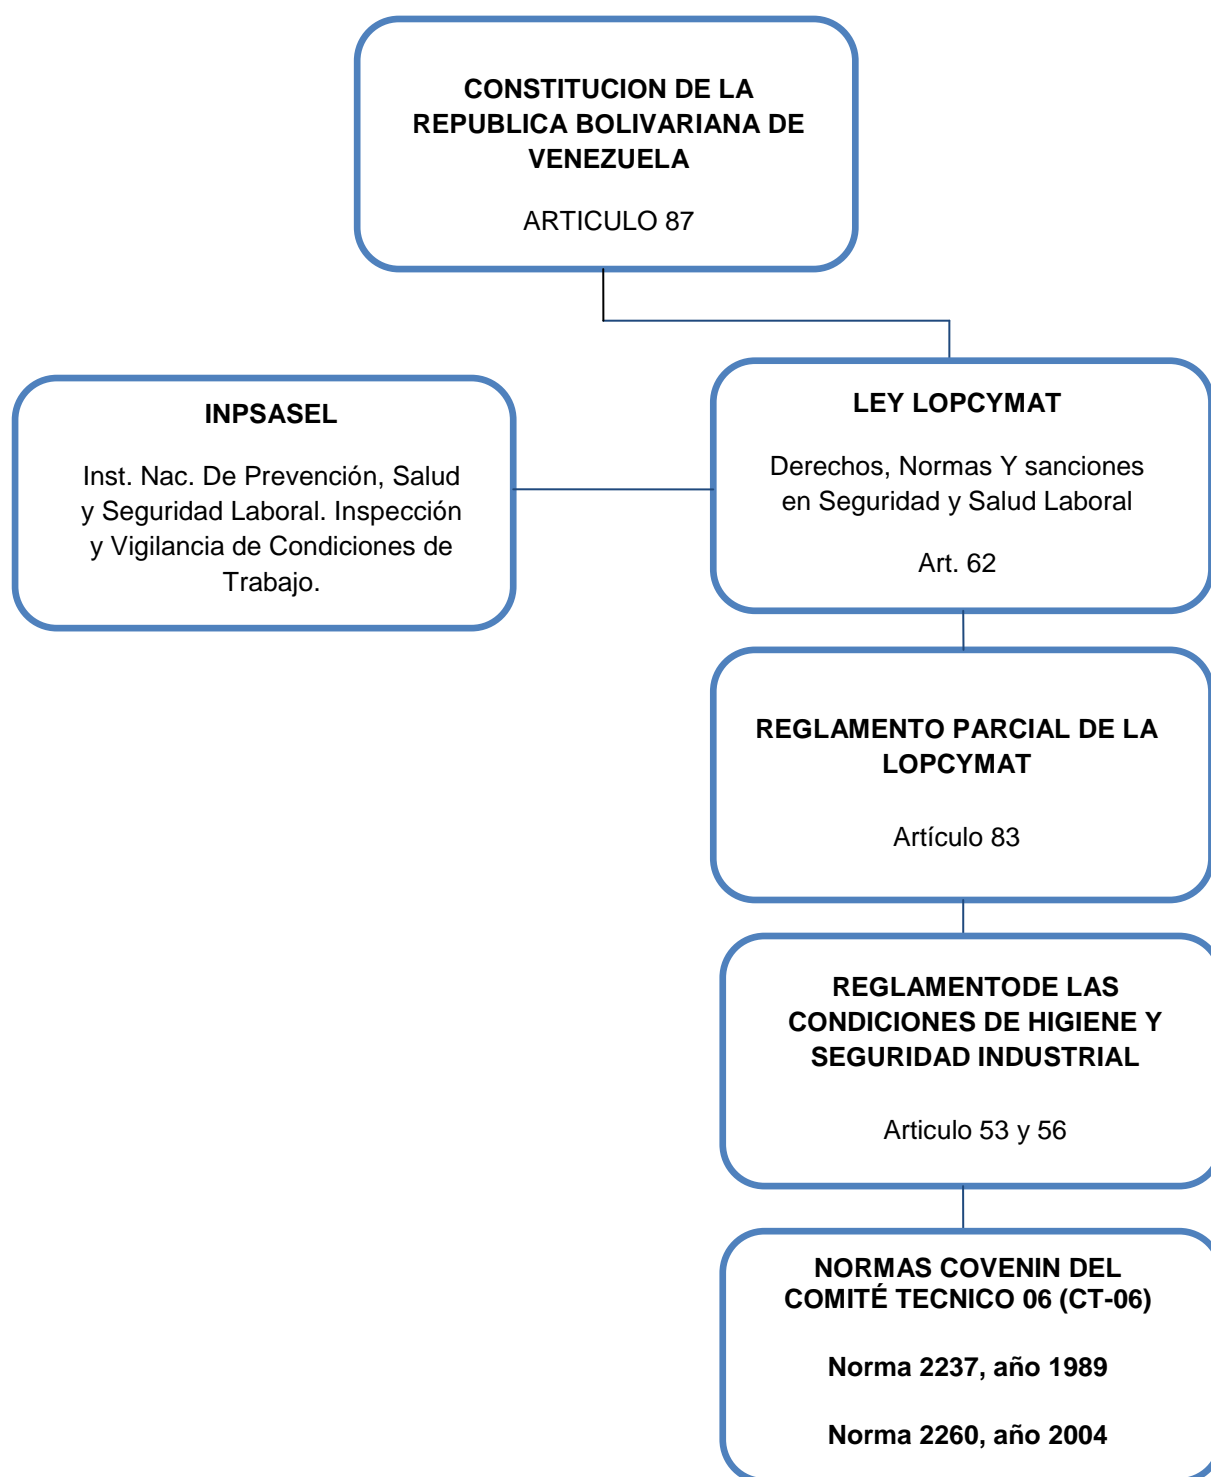 CONSTITUCION DE LA
REPUBLICA BOLIVARIANA DE
VENEZUELA
ARTICULO 87
INPSASEL
Inst. Nac. De Prevención, Salud
y Seguridad Laboral. Inspección
y Vigilancia de Condiciones de
Trabajo.
LEY LOPCYMAT
Derechos, Normas Y sanciones
en Seguridad y Salud Laboral
Art. 62
REGLAMENTO PARCIAL DE LA
LOPCYMAT
Artículo 83
REGLAMENTODE LAS
CONDICIONES DE HIGIENE Y
SEGURIDAD INDUSTRIAL
Articulo 53 y 56
NORMAS COVENIN DEL
COMITÉ TECNICO 06 (CT-06)
Norma 2237, año 1989
Norma 2260, año 2004